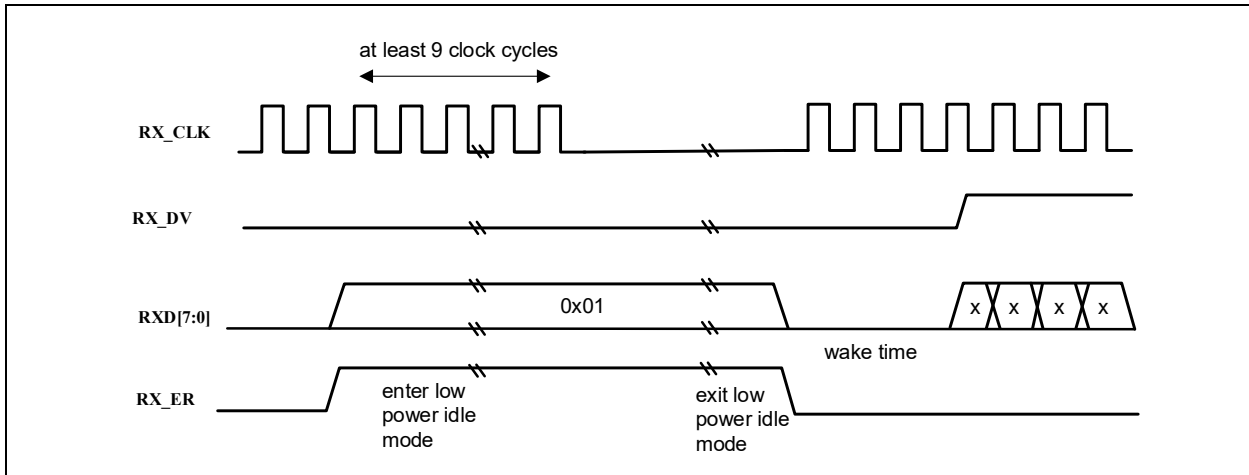 at least 9 clock cycles
RX_CLK
RX_DV
RXD[7:0]
0x01
x x x x
wake time
RX_ER
enter low
power idle
mode
exit low
power idle
mode